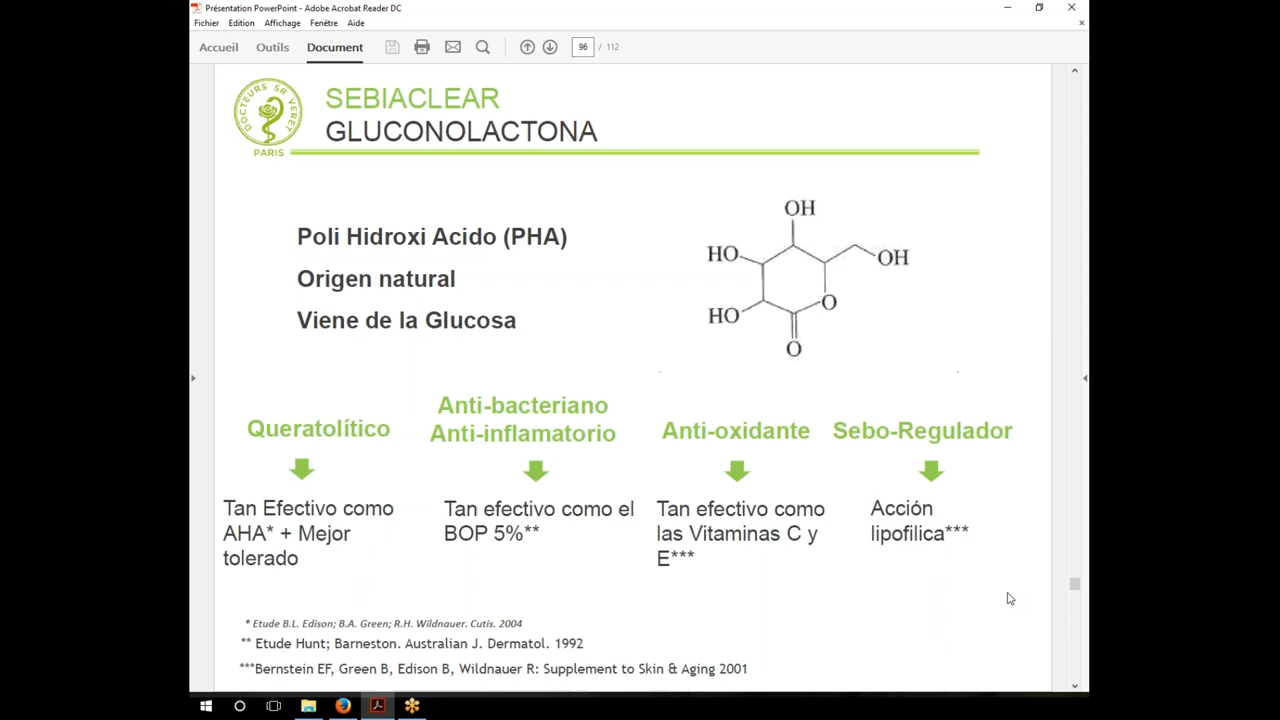 Présentation PowerPoint - Adobe Acrobat Reader DC
Fichier Edition Affichage Fenêtre Aide
Accueil Outils Document 96 / 112
DOCTEURS SR VERET
PARIS
SEBIACLEAR
GLUCONOLACTONA
Poli Hidroxi Acido (PHA)
Origen natural
Viene de la Glucosa
OH
HO
OH
HO
O
O
Queratolítico
Tan Efectivo como
AHA* + Mejor
tolerado
Anti-bacteriano
Anti-inflamatorio
Tan efectivo como el
BOP 5%**
Anti-oxidante
Tan efectivo como
las Vitaminas C y
E***
Sebo-Regulador
Acción
lipofilica***
* Etude B.L. Edison; B.A. Green; R.H. Wildnauer. Cutis. 2004
** Etude Hunt; Barneston. Australian J. Dermatol. 1992
***Bernstein EF, Green B, Edison B, Wildnauer R: Supplement to Skin & Aging 2001